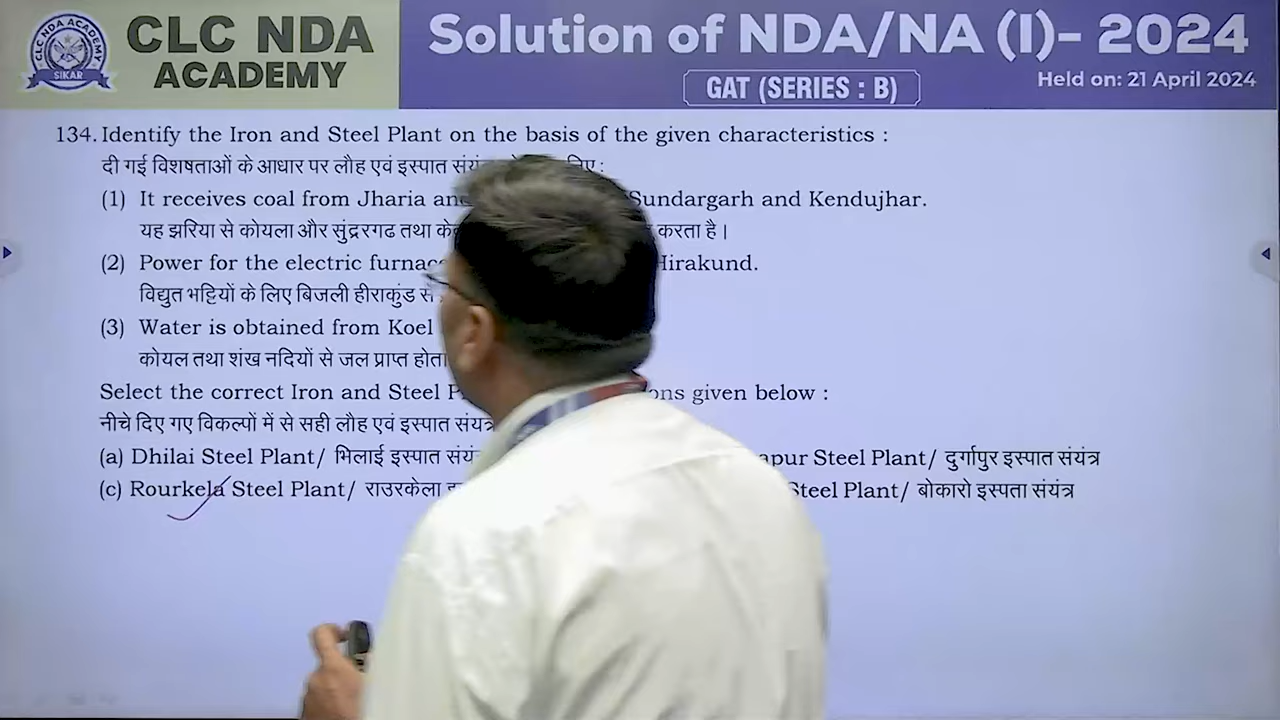 CLC NDA ACADEMY
SIKAR
CLC NDA
ACADEMY
Solution of NDA/NA (I)- 2024
GAT (SERIES : B)
Held on: 21 April 2024
134. Identify the Iron and Steel Plant on the basis of the given characteristics :
दी गई विशषताओं के आधार पर लौह एवं इस्पात
(1) It receives coal from Jharia Sundargarh and Kendujhar.
यह झरिया से कोयला और सुंद्ररगढ तथा करता है।
(2) Power for the electric Hirakund.
विद्युत भट्टियों के लिए बिजली हीराकुंड
(3) Water is obtained from Koel
कोयल तथा शंख नदियों से जल प्राप्त
Select the correct Iron and Steel given below :
नीचे दिए गए विकल्पों में से सही लौह एवं इस्पात
(a) Dhilai Steel Plant/ भिलाई इस्पात apur Steel Plant/ दुर्गापुर इस्पात संयंत्र
(c) Rourkela Steel Plant/ राउरकेला Steel Plant/ बोकारो इस्पता संयंत्र